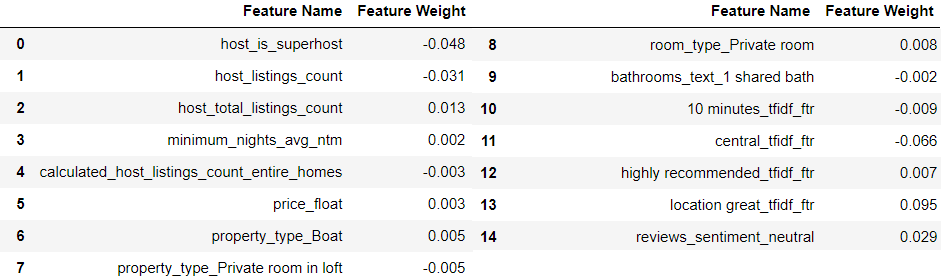 Feature Name Feature Weight
0 host_is_superhost -0.048
1 host_listings_count -0.031
2 host_total_listings_count 0.013
3 minimum_nights_avg_ntm 0.002
4 calculated_host_listings_count_entire_homes -0.003
5 price_float 0.003
6 property_type_Boat 0.005
7 property_type_Private room in loft -0.005
Feature Name Feature Weight
8 room_type_Private room 0.008
9 bathrooms_text_1 shared bath -0.002
10 10 minutes_tfidf_ftr -0.009
11 central_tfidf_ftr -0.066
12 highly recommended_tfidf_ftr 0.007
13 location great_tfidf_ftr 0.095
14 reviews_sentiment_neutral 0.029